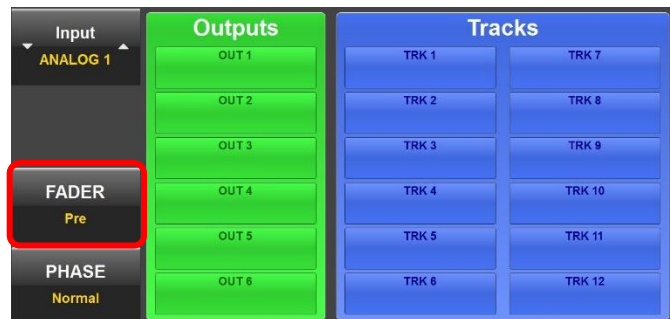 Input
ANALOG 1
FADER
Pre
PHASE
Normal
Outputs
OUT 1
OUT 2
OUT 3
OUT 4
OUT 5
OUT 6
Tracks
TRK 1
TRK 7
TRK 2
TRK 8
TRK 3
TRK 9
TRK 4
TRK 10
TRK 5
TRK 11
TRK 6
TRK 12